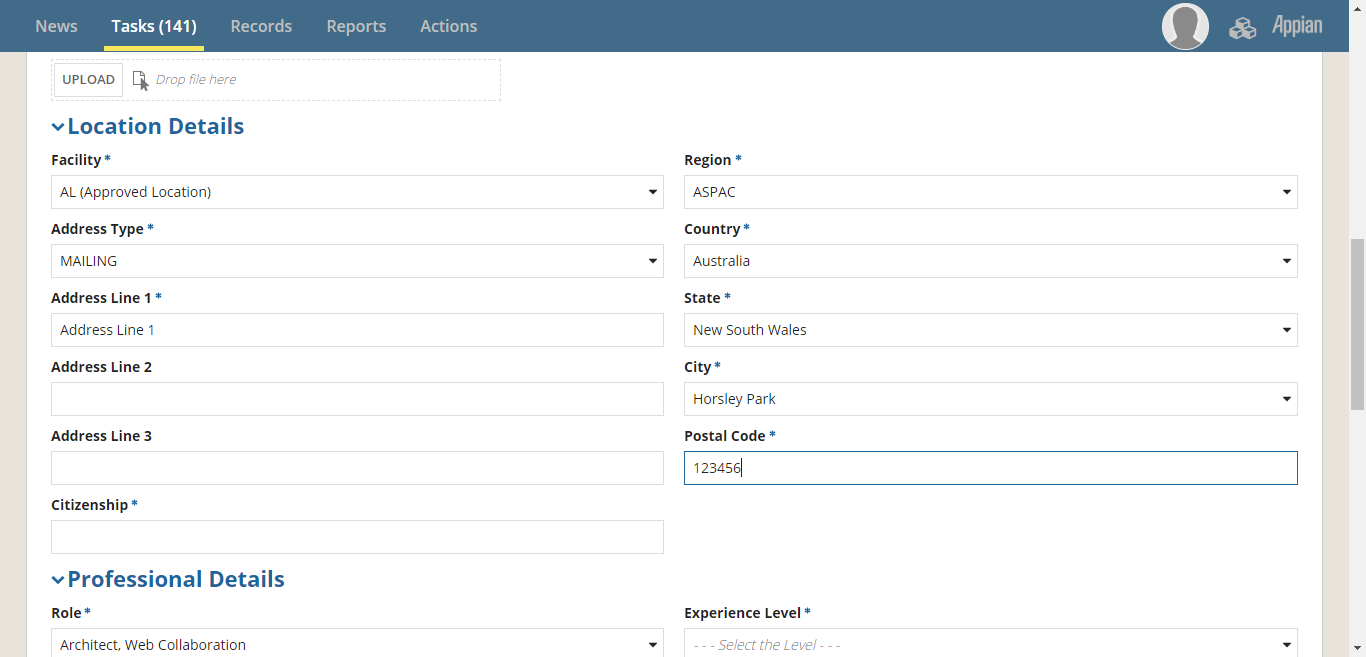 News Tasks (141) Records Reports Actions Appian
UPLOAD Drop file here
Location Details
Facility * Region *
AL (Approved Location) ASPAC
Address Type * Country *
MAILING Australia
Address Line 1 * State *
Address Line 1 New South Wales
Address Line 2 City *
Horsley Park
Address Line 3 Postal Code *
123456
Citizenship *
Professional Details
Role * Experience Level *
Architect, Web Collaboration - - - Select the Level - - -